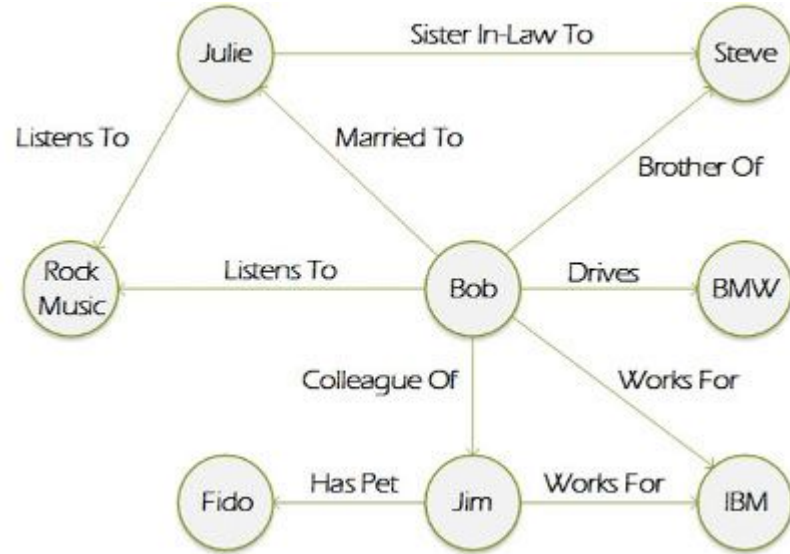 Sister In-Law To
Julie
Steve
Listens To
Married To
Brother Of
Rock
Music
Listens To
Bob
Drives
BMW
Colleague Of
Works For
Fido
Has Pet
Jim
Works For
IBM